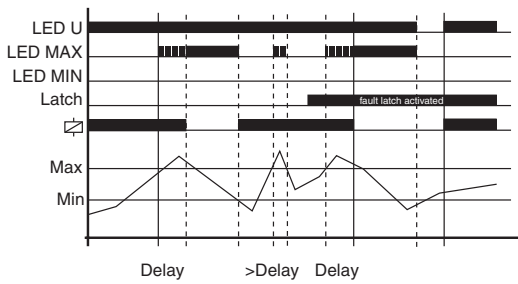 LED U
LED MAX
LED MIN
Latch
fault latch activated
Max
Min
Delay >Delay Delay